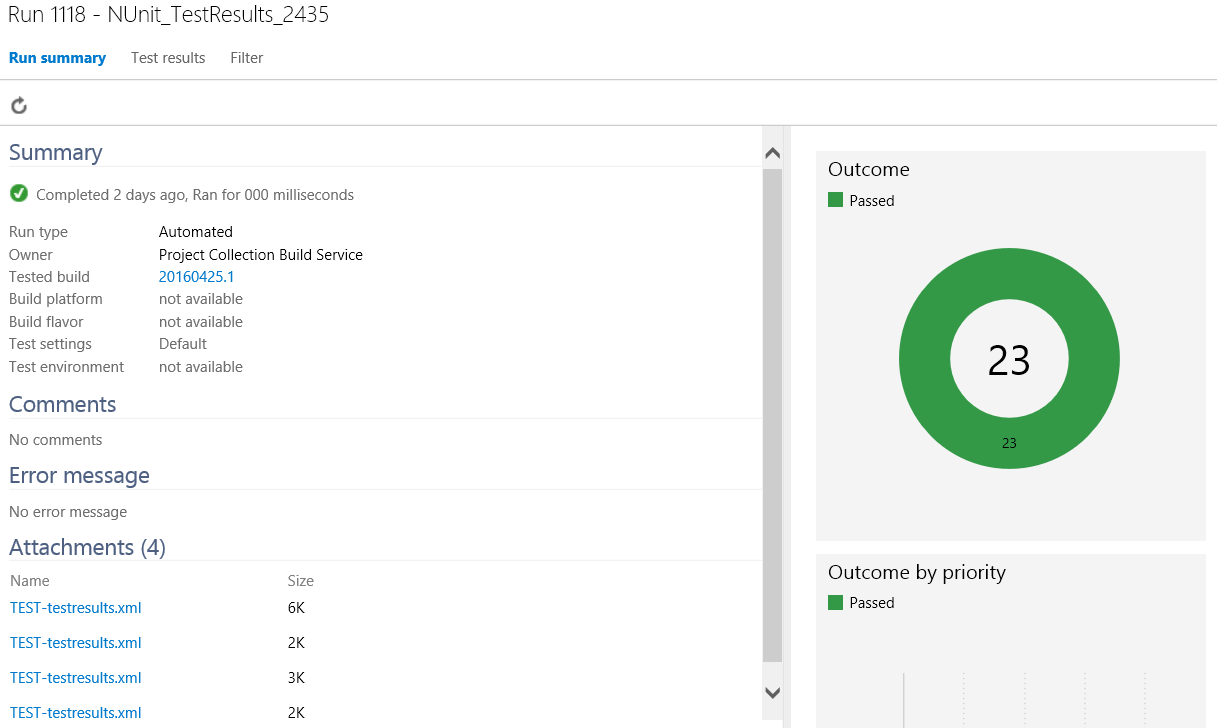 Run 1118 - NUnit_TestResults_2435
Run summary Test results Filter
Summary
Completed 2 days ago, Ran for 000 milliseconds
Run type Automated
Owner Project Collection Build Service
Tested build 20160425.1
Build platform not available
Build flavor not available
Test settings Default
Test environment not available
Comments
No comments
Error message
No error message
Attachments (4)
Name Size
TEST-testresults.xml 6K
TEST-testresults.xml 2K
TEST-testresults.xml 3K
TEST-testresults.xml 2K
Outcome
Passed
23
23
Outcome by priority
Passed